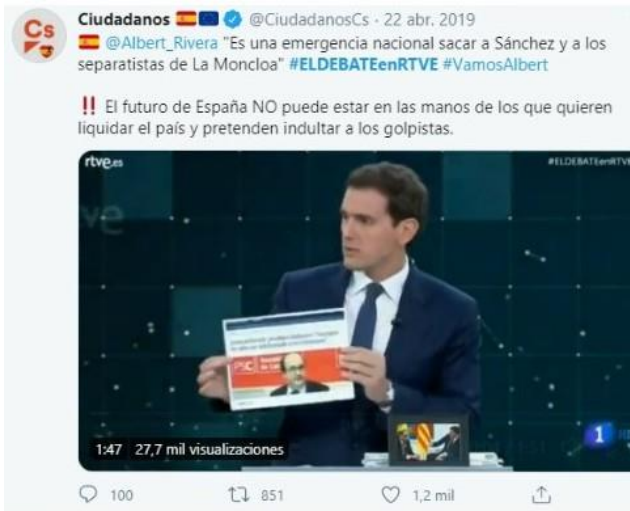 Cs
Ciudadanos @CiudadanosCs · 22 abr. 2019
@Albert_Rivera "Es una emergencia nacional sacar a Sánchez y a los
separatistas de La Moncloa" #ELDEBATEenRTVE #VamosAlbert
!! El futuro de España NO puede estar en las manos de los que quieren
liquidar el país y pretenden indultar a los golpistas.
rtve.es
#ELDEBATEenRTVE
ve
PSC
1
1:47 27,7 mil visualizaciones
100 851 1,2 mil